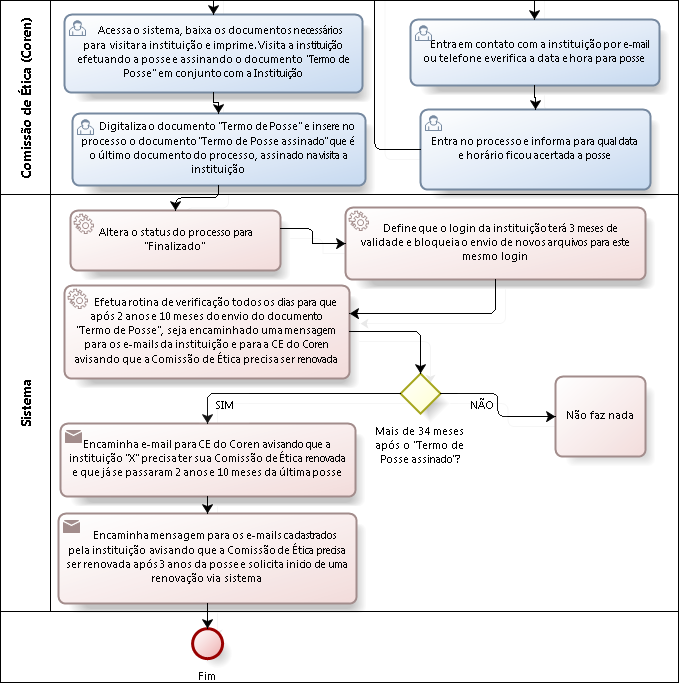 Comissão de Ética (Coren)
Acessa o sistema, baixa os documentos necessários
para visitar a instituição e imprime. Visita a instituição
efetuando a posse e assinando o documento "Termo de
Posse" em conjunto com a Instituição
Entra em contato com a instituição por e-mail
ou telefone e verifica a data e hora para posse
Digitaliza o documento "Termo de Posse" e insere no
processo o documento "Termo de Posse assinado" que é
o último documento do processo, assinado na visita a
instituição
Entra no processo e informa para qual data
e horário ficou acertada a posse
Sistema
Altera o status do processo para
"Finalizado"
Define que o login da instituição terá 3 meses de
validade e bloqueia o envio de novos arquivos para este
mesmo login
Efetua rotina de verificação todos os dias para que
após 2 anos e 10 meses do envio do documento
"Termo de Posse", seja encaminhado uma mensagem
para os e-mails da instituição e para a CE do Coren
avisando que a Comissão de Ética precisa ser renovada
SIM
NÃO
Mais de 34 meses
após o "Termo de
Posse assinado"?
Não faz nada
Encaminha e-mail para CE do Coren avisando que a
instituição "X" precisa ter sua Comissão de Ética renovada
e que já se passaram 2 anos e 10 meses da última posse
Encaminha mensagem para os e-mails cadastrados
pela instituição avisando que a Comissão de Ética precisa
ser renovada após 3 anos da posse e solicita inicio de uma
renovação via sistema
Fim